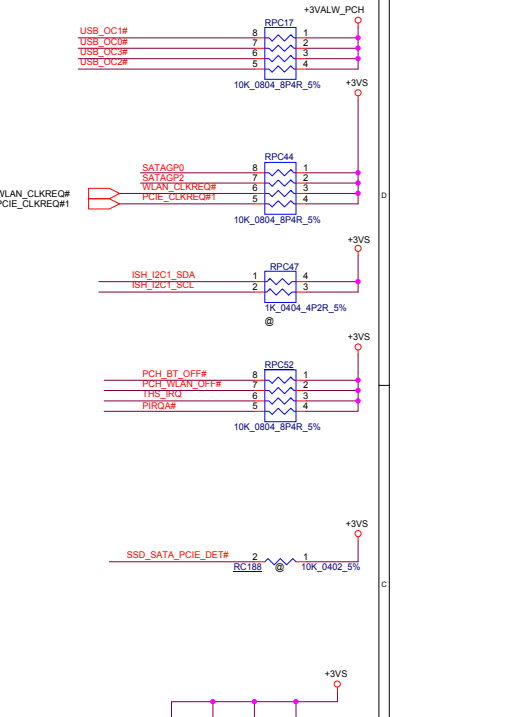 +3VALW_PCH
RPC17
USB_OC1# 8 1
USB_OC0# 7 2
USB_OC3# 6 3
USB_OC2# 5 4
10K_0804_8P4R_5%
+3VS
RPC44
SATAGP0 8 1
SATAGP2 7 2
WLAN_CLKREQ# WLAN_CLKREQ# 6 3
PCIE_CLKREQ#1 PCIE_CLKREQ#1 5 4
D
10K_0804_8P4R_5%
+3VS
RPC47
ISH_I2C1_SDA 1 4
ISH_I2C1_SCL 2 3
1K_0404_4P2R_5%
@
+3VS
RPC52
PCH_BT_OFF# 8 1
PCH_WLAN_OFF# 7 2
THS_IRQ 6 3
PIRQA# 5 4
10K_0804_8P4R_5%
+3VS
SSD_SATA_PCIE_DET# 2 1
RC188 @ 10K_0402_5%
C
+3VS